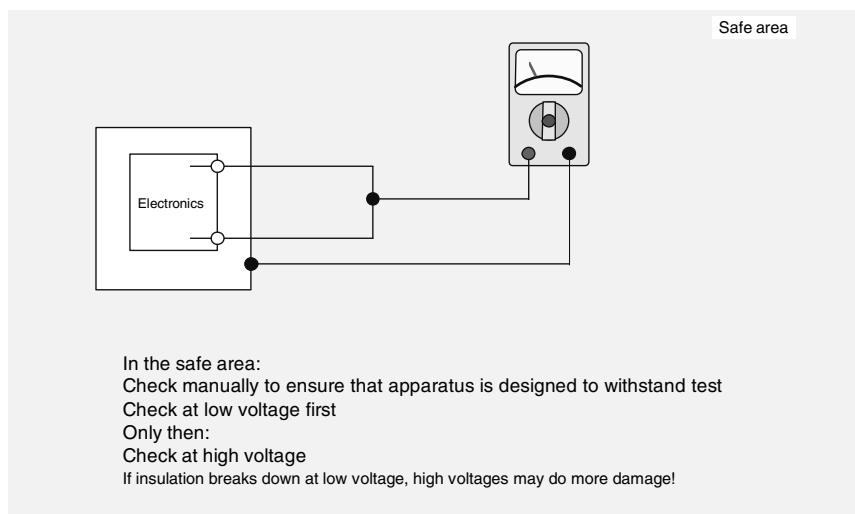 Safe area
Electronics
In the safe area:
Check manually to ensure that apparatus is designed to withstand test
Check at low voltage first
Only then:
Check at high voltage
If insulation breaks down at low voltage, high voltages may do more damage!